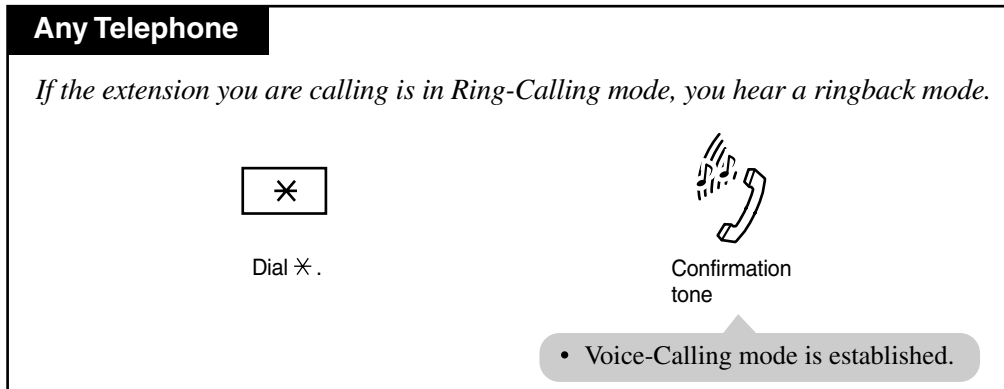 Any Telephone
If the extension you are calling is in Ring-Calling mode, you hear a ringback mode.
✳
Dial ✳ .
Confirmation
tone
• Voice-Calling mode is established.